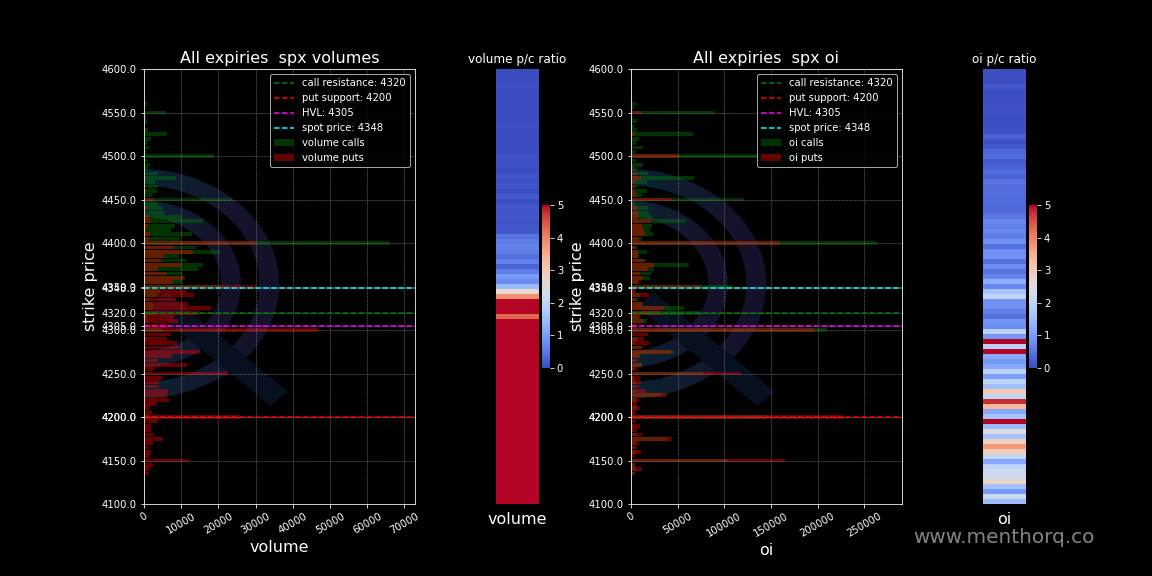 All expiries spx volumes
volume p/c ratio
All expiries spx oi
oi p/c ratio
call resistance: 4320
put support: 4200
HVL: 4305
spot price: 4348
volume calls
volume puts
call resistance: 4320
put support: 4200
HVL: 4305
spot price: 4348
oi calls
oi puts
strike price
4600.0
4550.0
4500.0
4450.0
4400.0
4320.0
4250.0
4200.0
4150.0
4100.0
0
10000
20000
30000
40000
50000
60000
70000
volume
5
4
3
2
1
0
volume
strike price
4600.0
4550.0
4500.0
4450.0
4400.0
4320.0
4250.0
4200.0
4150.0
4100.0
0
50000
100000
150000
200000
250000
oi
5
4
3
2
1
0
oi
www.menthorq.co